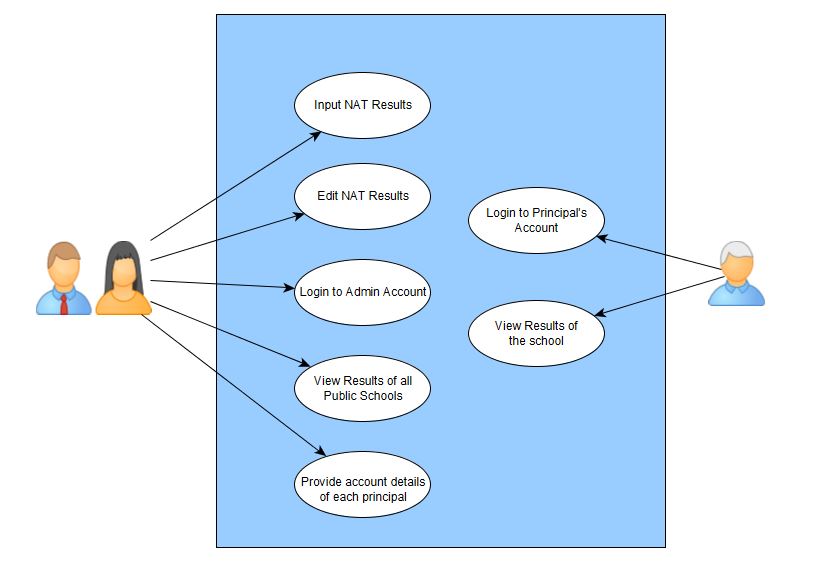 Input NAT Results
Edit NAT Results
Login to Admin Account
View Results of all
Public Schools
Provide account details
of each principal
Login to Principal's
Account
View Results of
the school